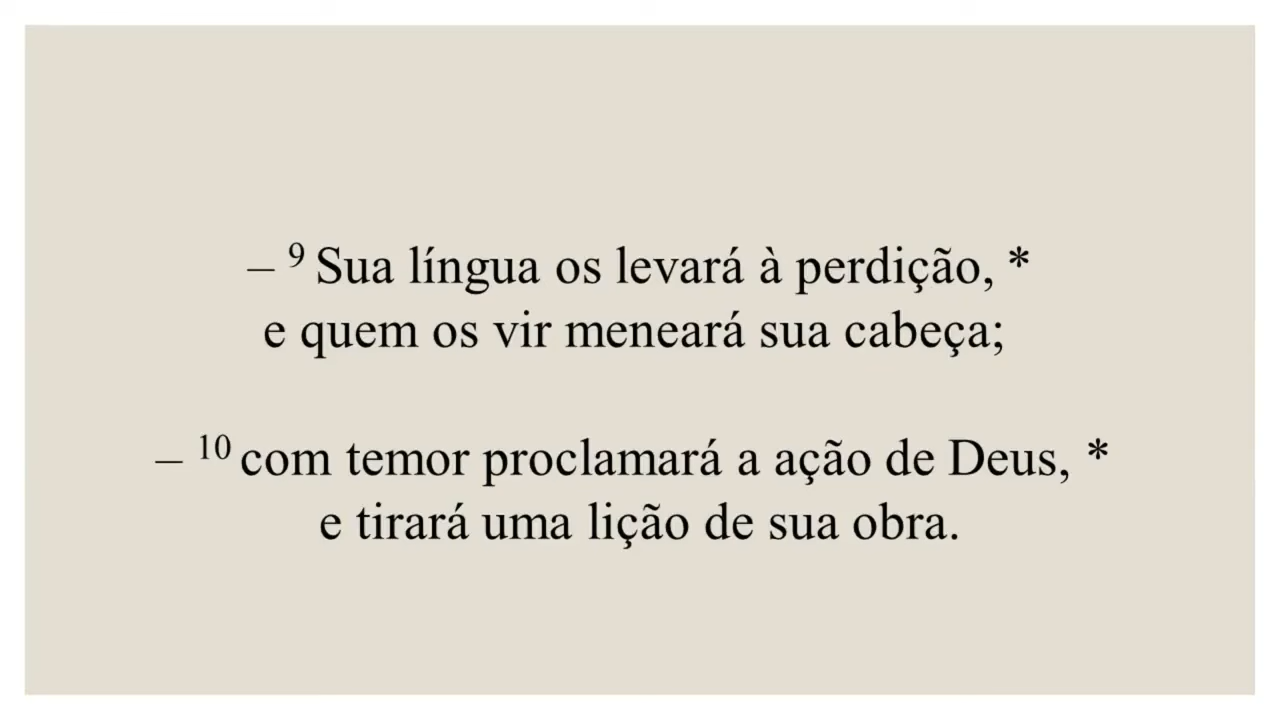 – 9 Sua língua os levará à perdição, *
e quem os vir meneará sua cabeça;
– 10 com temor proclamará a ação de Deus, *
e tirará uma lição de sua obra.